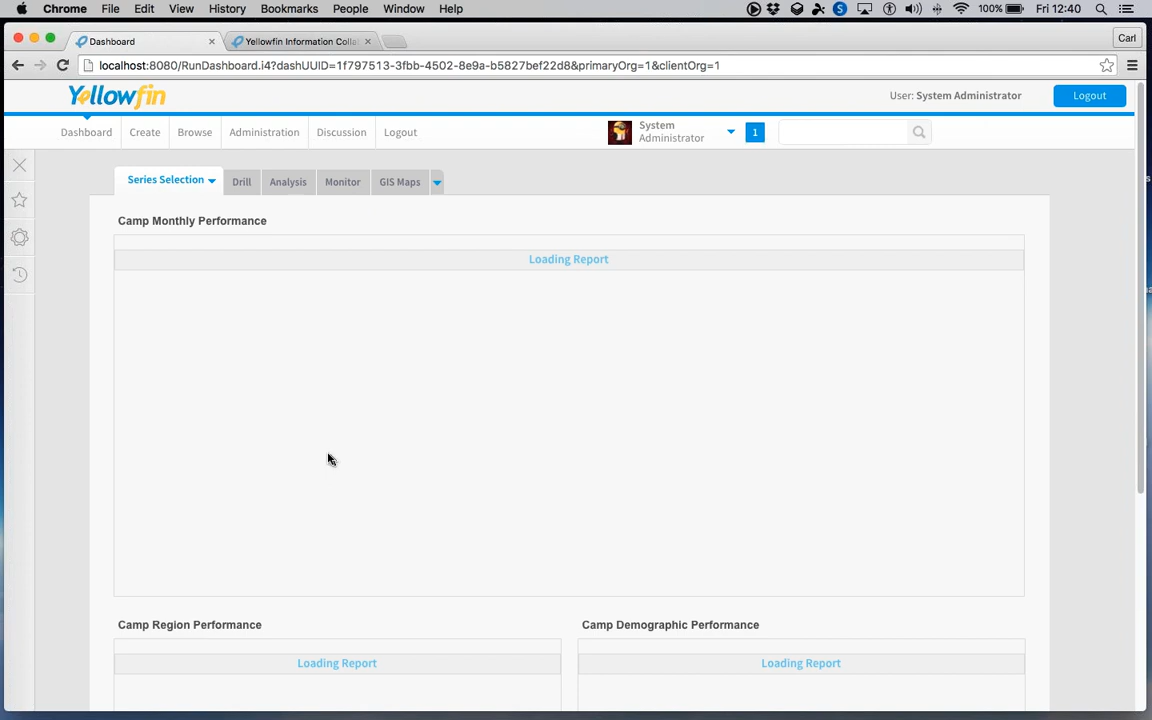 Chrome File Edit View History Bookmarks People Window Help 100% Fri 12:40
Dashboard Yellowfin Information Colla Carl
localhost:8080/RunDashboard.i4?dashUUID=1f797513-3fbb-4502-8e9a-b5827bef22d8&primaryOrg=1&clientOrg=1
Yellowfin User: System Administrator Logout
Dashboard Create Browse Administration Discussion Logout System Administrator 1
Series Selection Drill Analysis Monitor GIS Maps
Camp Monthly Performance
Loading Report
Camp Region Performance Camp Demographic Performance
Loading Report Loading Report